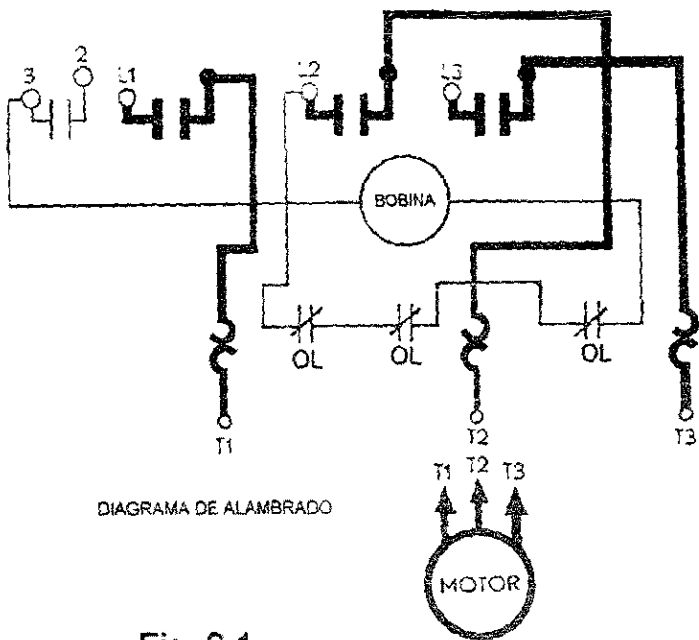 3 2 L1 L2 L3
BOBINA
OL OL OL
T1 T2 T3
T1 T2 T3
DIAGRAMA DE ALAMBRADO
MOTOR